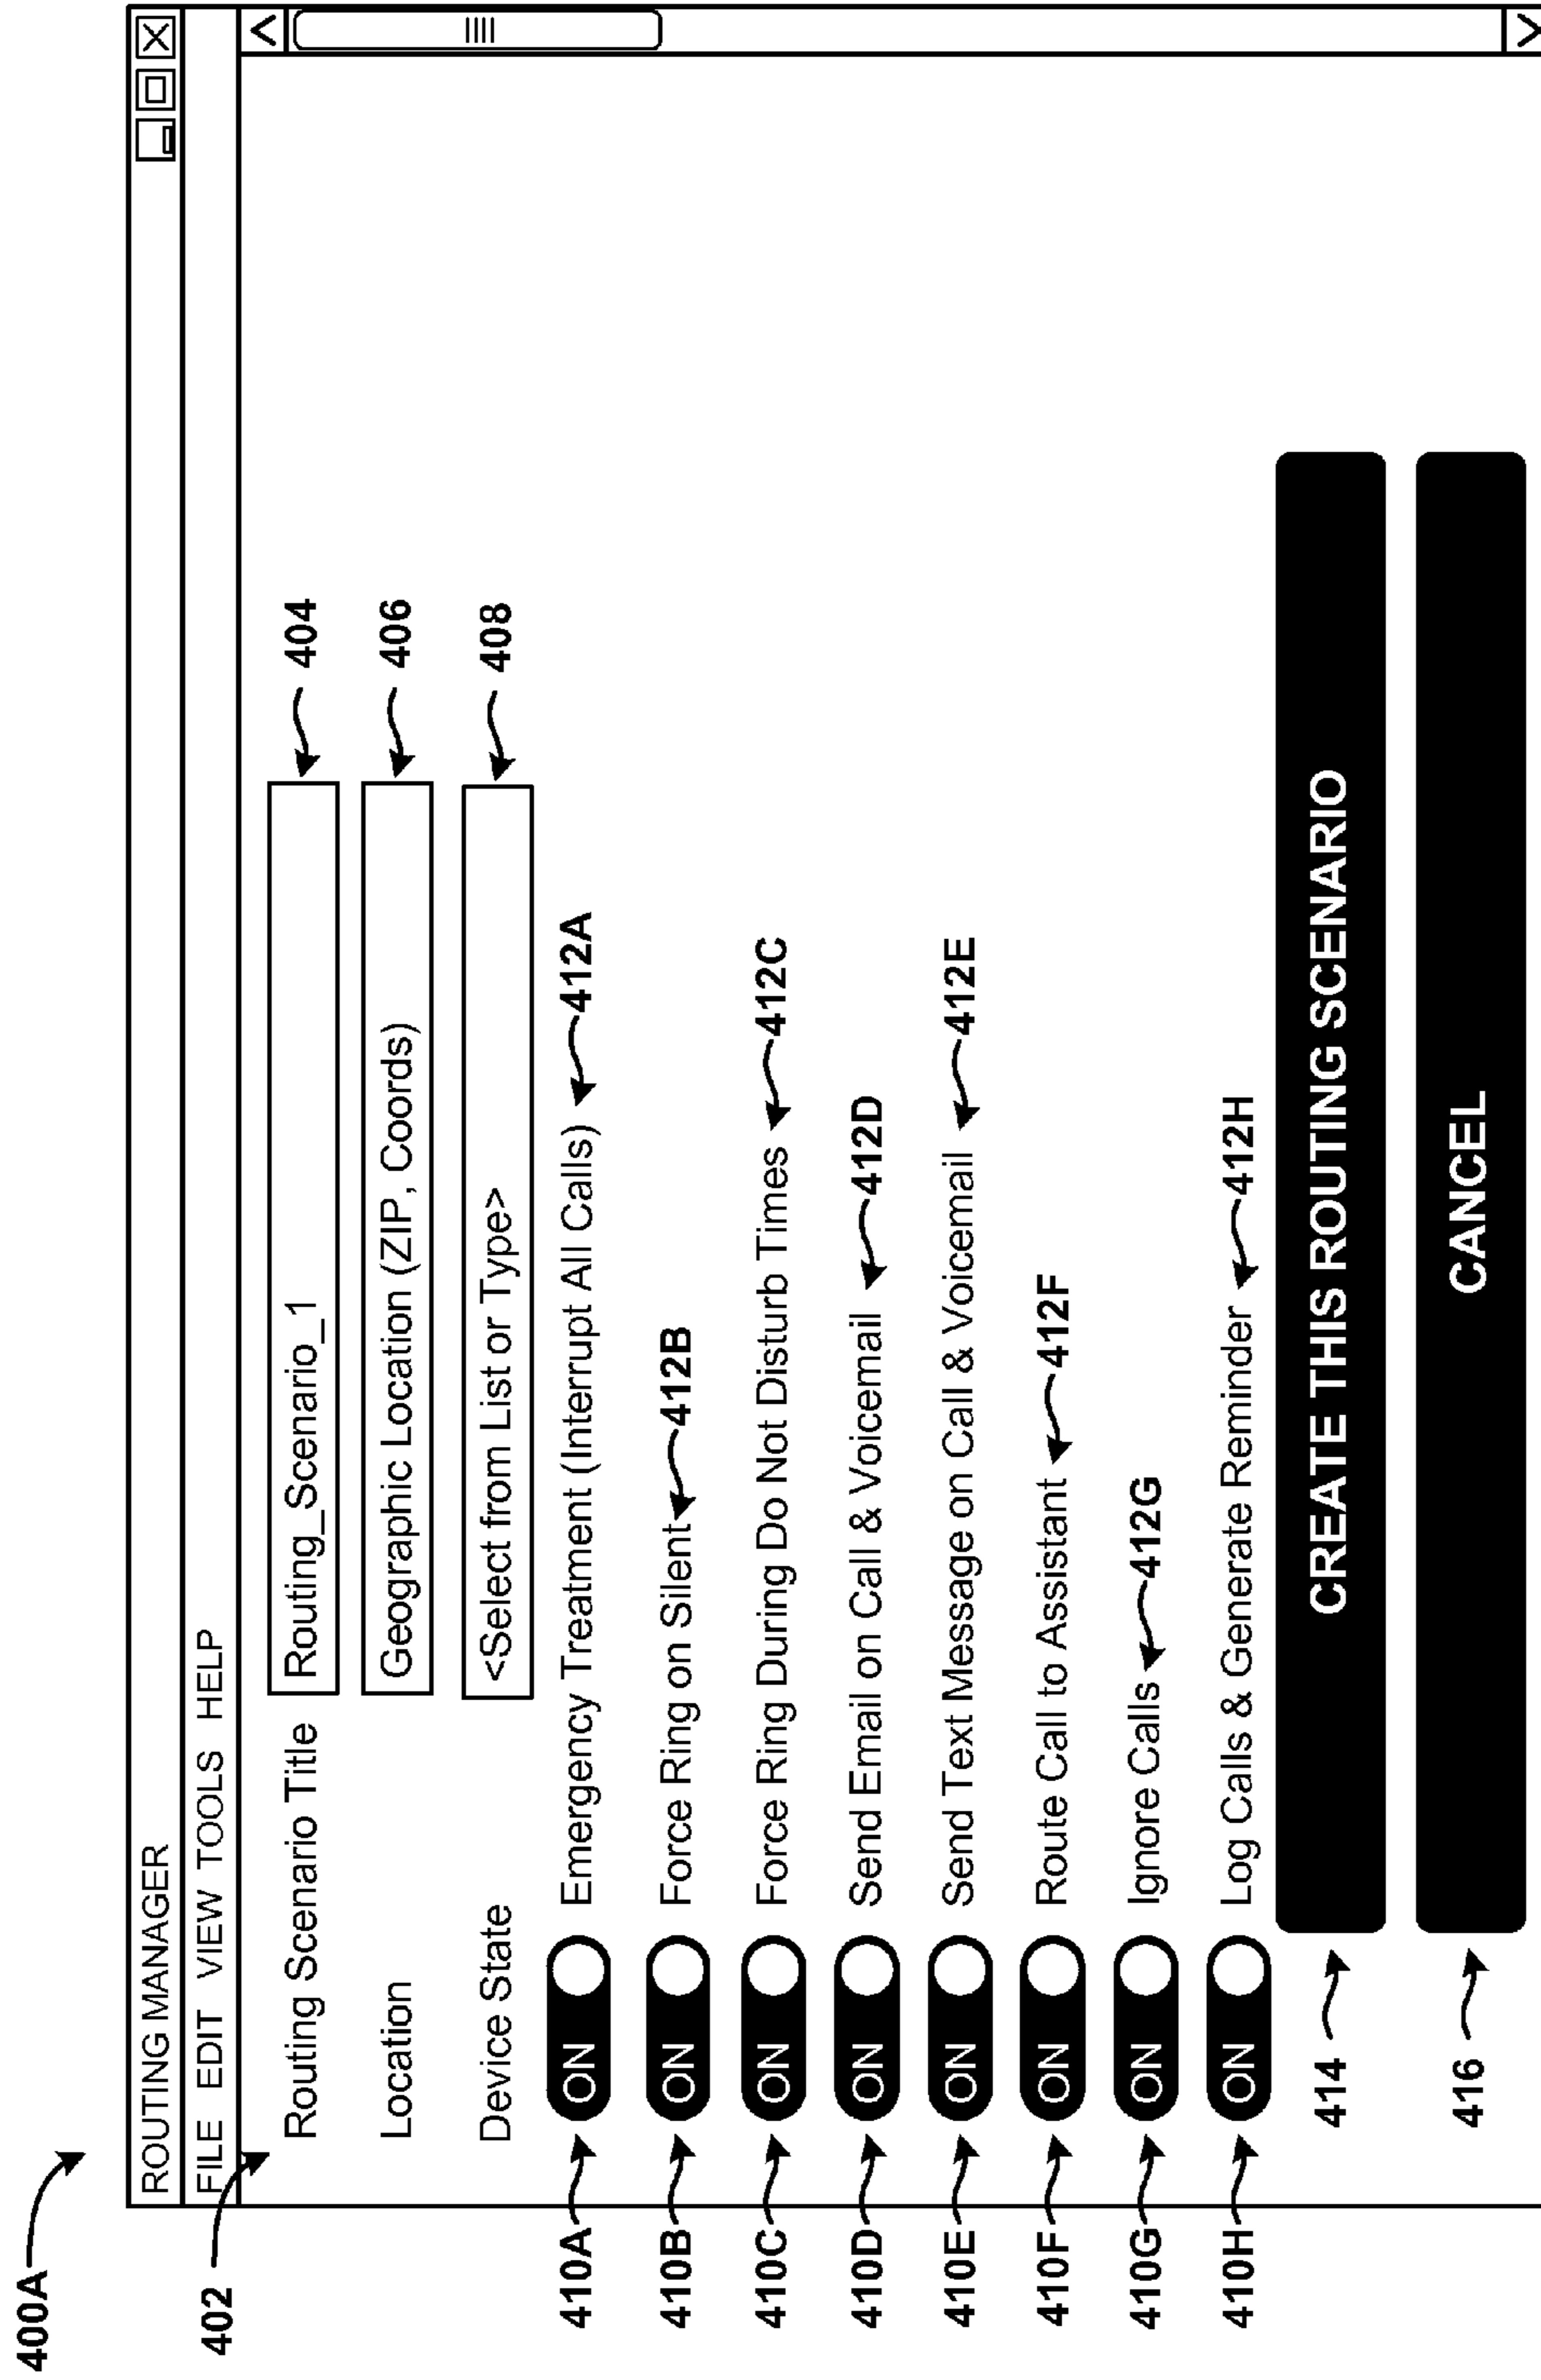 400A
ROUTING MANAGER
FILE EDIT VIEW TOOLS HELP
402
Routing Scenario Title Routing_Scenario_1 404
Location Geographic Location (ZIP, Coords) 406
Device State <Select from List or Type> 408
410A ON Emergency Treatment (Interrupt All Calls) 412A
410B ON Force Ring on Silent 412B
410C ON Force Ring During Do Not Disturb Times 412C
410D ON Send Email on Call & Voicemail 412D
410E ON Send Text Message on Call & Voicemail 412E
410F ON Route Call to Assistant 412F
410G ON Ignore Calls 412G
410H ON Log Calls & Generate Reminder 412H
414 CREATE THIS ROUTING SCENARIO
416 CANCEL